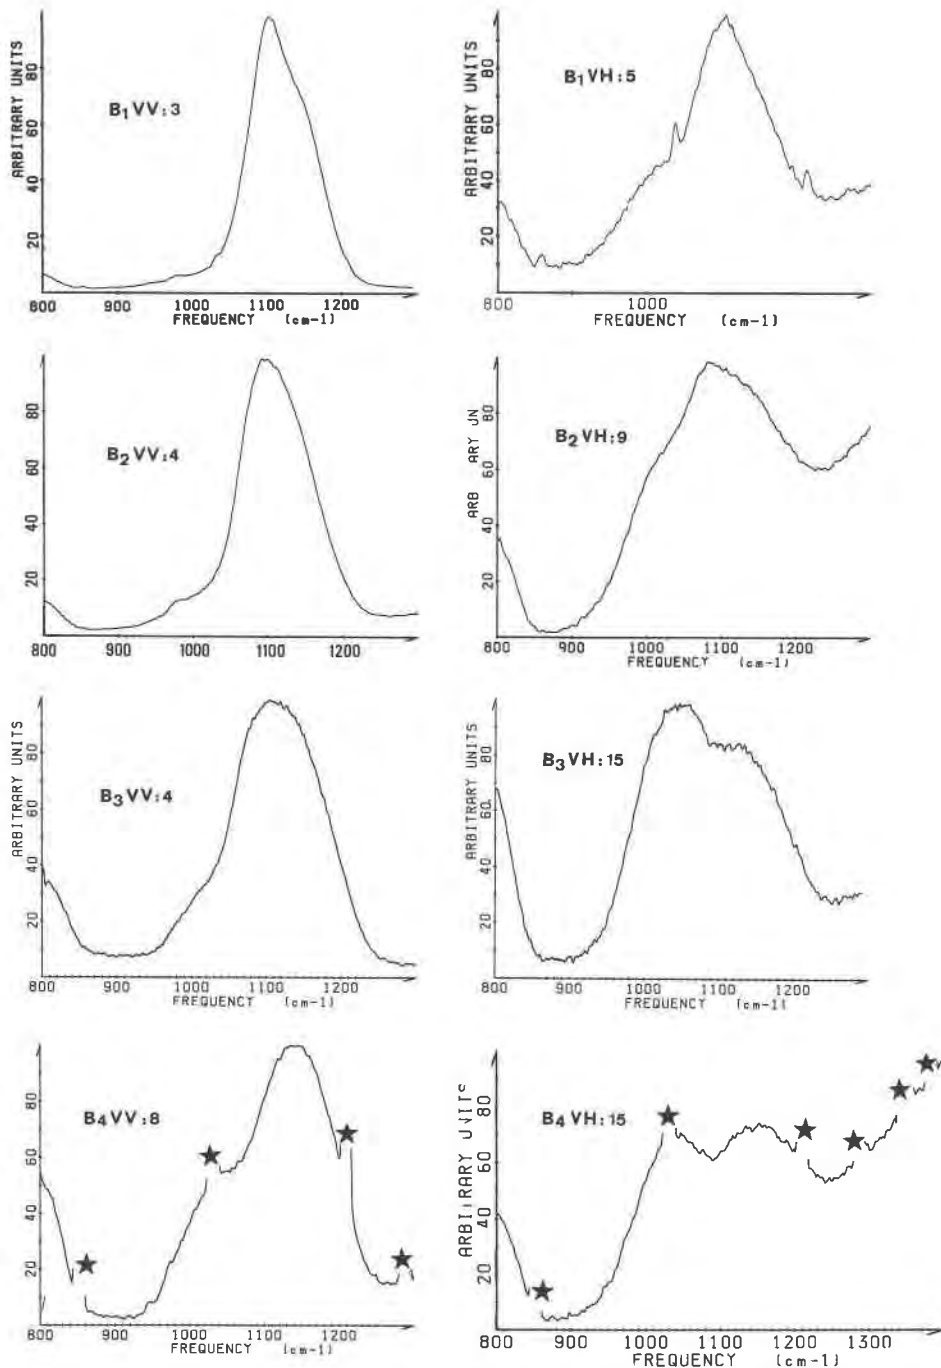 ARBITRARY UNITS
20 40 60 80
B1VV:3
800 900 1000 1100 1200
FREQUENCY (cm-1)
ARBITRARY UNITS
20 40 60 80
B1VH:5
800 1000
FREQUENCY (cm-1)
20 40 60 80
B2VV:4
800 900 1000 1100 1200
ARB ARY UN
20 40 60 80
B2VH:9
800 900 1000 1100 1200
FREQUENCY (cm-1)
ARBITRARY UNITS
20 40 60 80
B3VV:4
800 900 1000 1100 1200
FREQUENCY (cm-1)
ARBITRARY UNITS
20 40 60 80
B3VH:15
800 900 1000 1100 1200
FREQUENCY (cm-1)
ARBITRARY UNITS
20 40 60 80
B4VV:8
800 900 1000 1100 1200
FREQUENCY (cm-1)
ARBITRARY UNITS
20 40 60 80
B4VH:15
800 900 1000 1100 1200 1300
FREQUENCY (cm-1)